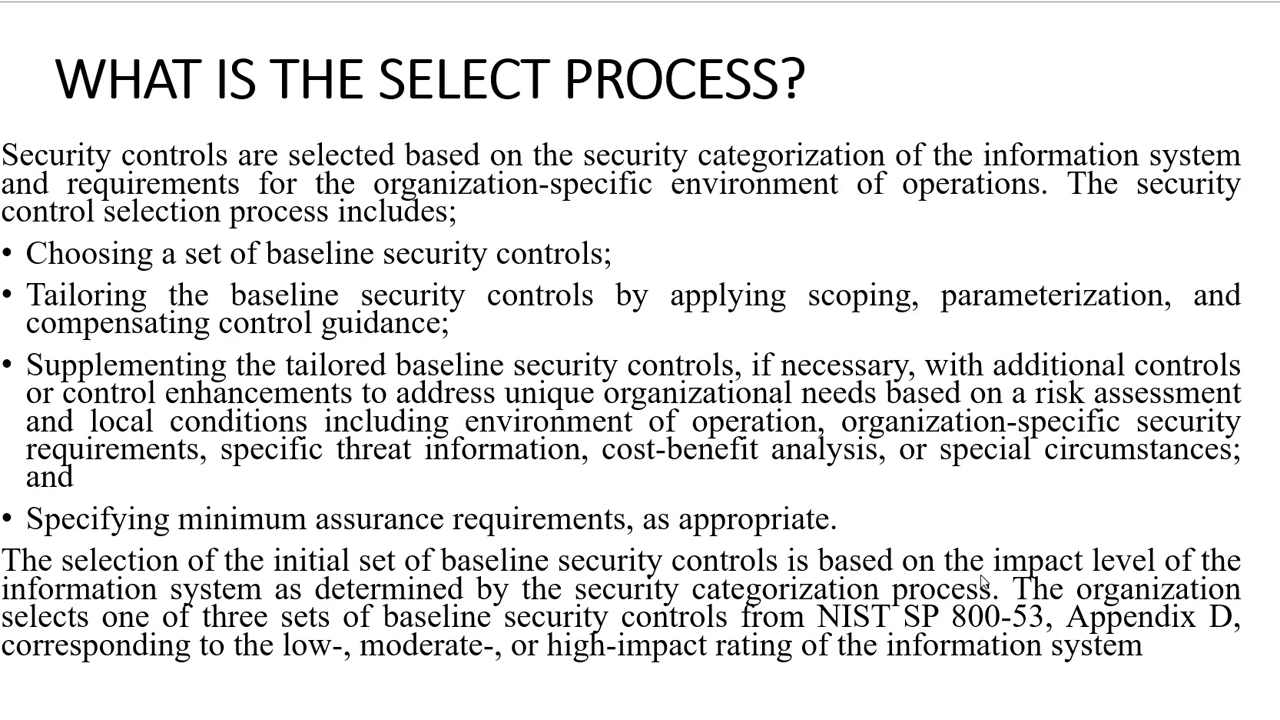 WHAT IS THE SELECT PROCESS?
Security controls are selected based on the security categorization of the information system
and requirements for the organization-specific environment of operations. The security
control selection process includes;
• Choosing a set of baseline security controls;
• Tailoring the baseline security controls by applying scoping, parameterization, and
compensating control guidance;
• Supplementing the tailored baseline security controls, if necessary, with additional controls
or control enhancements to address unique organizational needs based on a risk assessment
and local conditions including environment of operation, organization-specific security
requirements, specific threat information, cost-benefit analysis, or special circumstances;
and
• Specifying minimum assurance requirements, as appropriate.
The selection of the initial set of baseline security controls is based on the impact level of the
information system as determined by the security categorization process. The organization
selects one of three sets of baseline security controls from NIST SP 800-53, Appendix D,
corresponding to the low-, moderate-, or high-impact rating of the information system